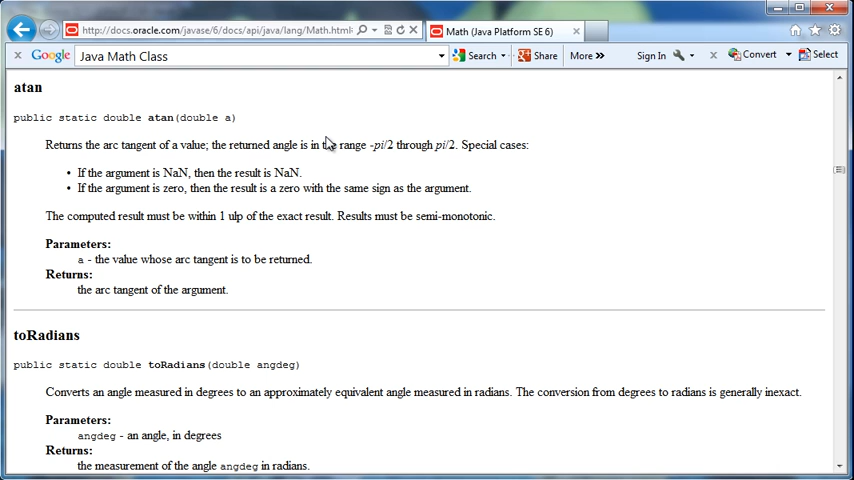 http://docs.oracle.com/javase/6/docs/api/java/lang/Math.html
Math (Java Platform SE 6)
Google
Java Math Class
Search
Share
More »
Sign In
Convert
Select
atan
public static double atan(double a)
Returns the arc tangent of a value; the returned angle is in the range -pi/2 through pi/2. Special cases:
• If the argument is NaN, then the result is NaN.
• If the argument is zero, then the result is a zero with the same sign as the argument.
The computed result must be within 1 ulp of the exact result. Results must be semi-monotonic.
Parameters:
a - the value whose arc tangent is to be returned.
Returns:
the arc tangent of the argument.
toRadians
public static double toRadians(double angdeg)
Converts an angle measured in degrees to an approximately equivalent angle measured in radians. The conversion from degrees to radians is generally inexact.
Parameters:
angdeg - an angle, in degrees
Returns:
the measurement of the angle angdeg in radians.